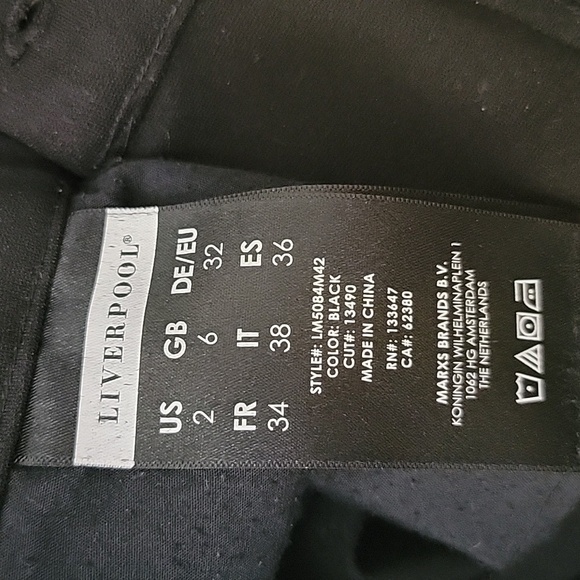 LIVERPOOL®
US GB DE/EU
2 6 32
FR IT ES
34 38 36
STYLE#: LM5084M42
COLOR: BLACK
CUT#: 13490
MADE IN CHINA
RN#: 133647
CA#: 62380
MARXS BRANDS B.V.
KONINGIN WILHELMINAPLEIN 1
1062 HG AMSTERDAM
THE NETHERLANDS